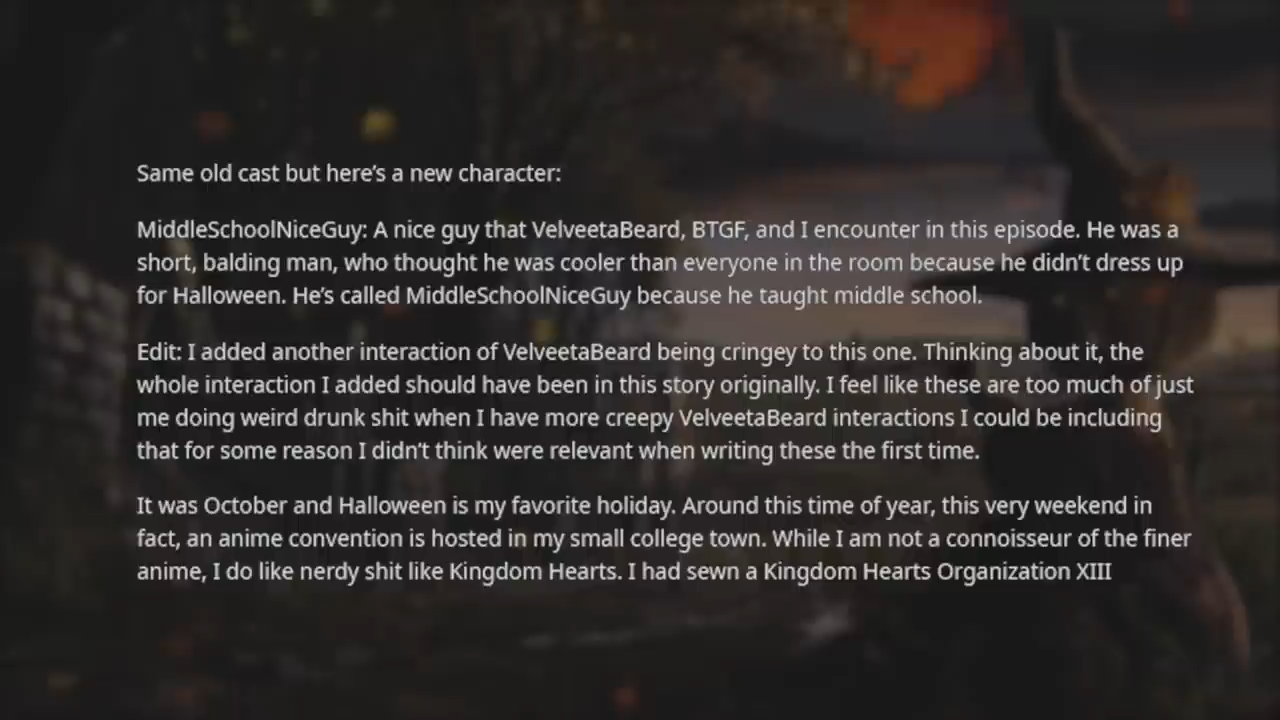 Same old cast but here’s a new character:
MiddleSchoolNiceGuy: A nice guy that VelveetaBeard, BTGF, and I encounter in this episode. He was a
short, balding man, who thought he was cooler than everyone in the room because he didn’t dress up
for Halloween. He’s called MiddleSchoolNiceGuy because he taught middle school.
Edit: I added another interaction of VelveetaBeard being cringey to this one. Thinking about it, the
whole interaction I added should have been in this story originally. I feel like these are too much of just
me doing weird drunk shit when I have more creepy VelveetaBeard interactions I could be including
that for some reason I didn’t think were relevant when writing these the first time.
It was October and Halloween is my favorite holiday. Around this time of year, this very weekend in
fact, an anime convention is hosted in my small college town. While I am not a connoisseur of the finer
anime, I do like nerdy shit like Kingdom Hearts. I had sewn a Kingdom Hearts Organization XIII